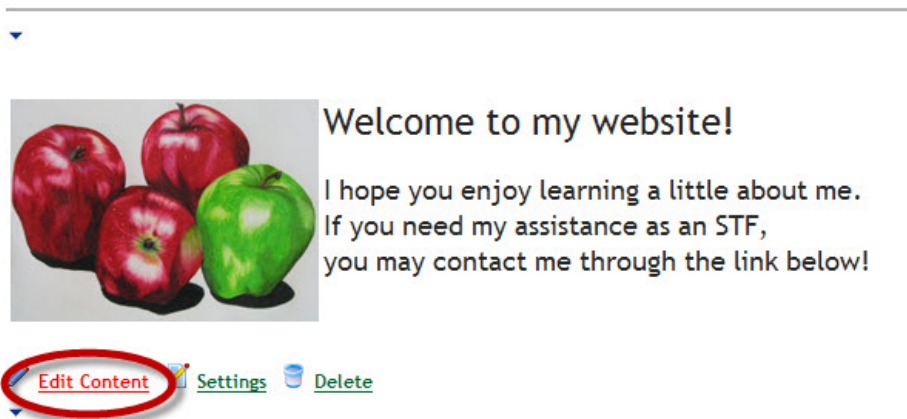 Welcome to my website!
I hope you enjoy learning a little about me.
If you need my assistance as an STF,
you may contact me through the link below!
Edit Content Settings Delete